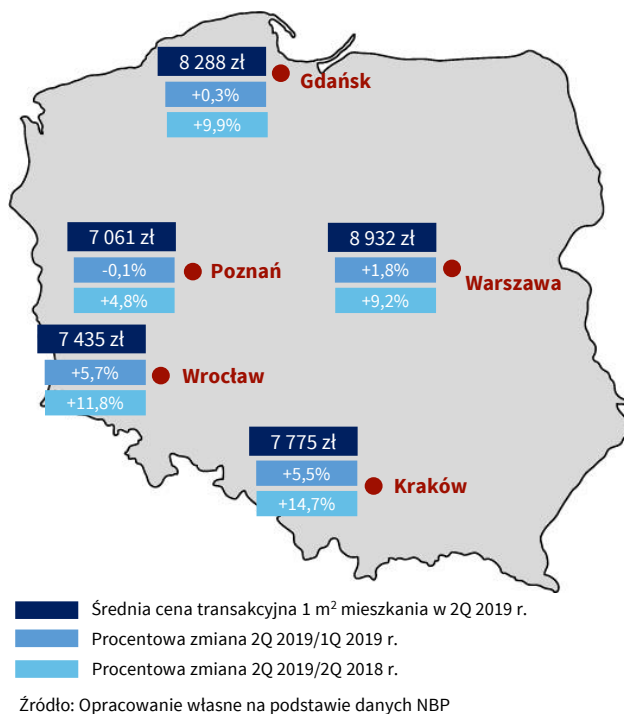 8 288 zł
+0,3%
+9,9%
Gdańsk
7 061 zł
-0,1%
+4,8%
Poznań
8 932 zł
+1,8%
+9,2%
Warszawa
7 435 zł
+5,7%
+11,8%
Wrocław
7 775 zł
+5,5%
+14,7%
Kraków
Średnia cena transakcyjna 1 m² mieszkania w 2Q 2019 r.
Procentowa zmiana 2Q 2019/1Q 2019 r.
Procentowa zmiana 2Q 2019/2Q 2018 r.
Źródło: Opracowanie własne na podstawie danych NBP